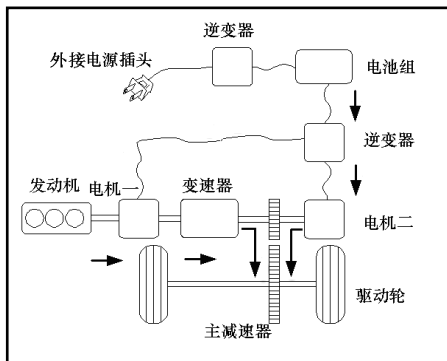 逆变器
外接电源插头
电池组
逆变器
发动机
电机一
变速器
电机二
驱动轮
主减速器